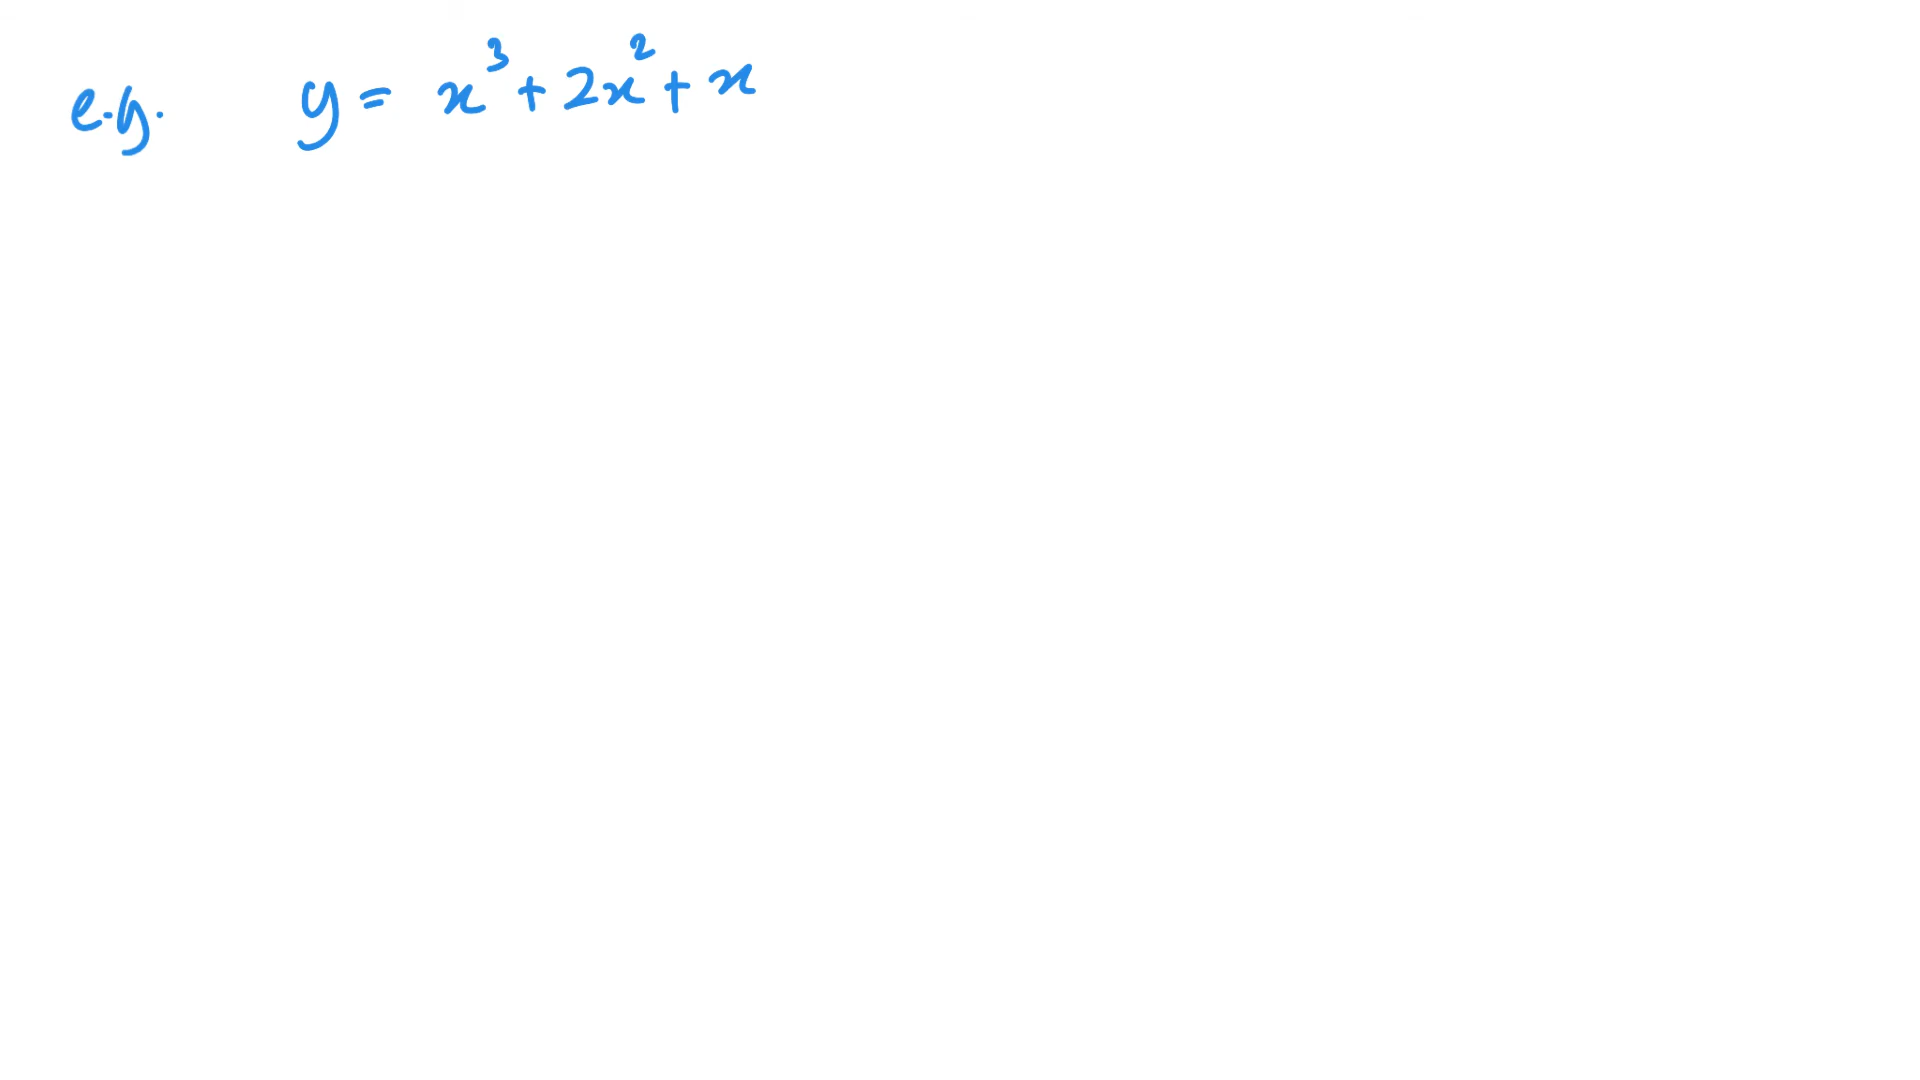 e.g. y = x³ + 2x² + x